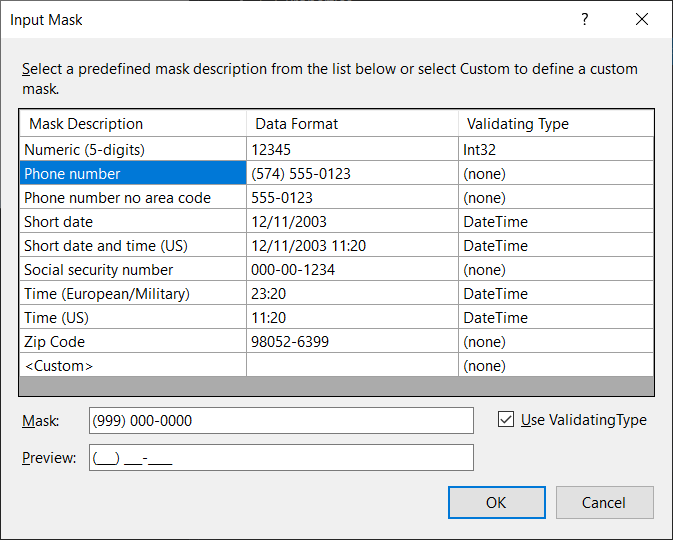 Input Mask ?
Select a predefined mask description from the list below or select Custom to define a custom
mask.
Mask Description Data Format Validating Type
Numeric (5-digits) 12345 Int32
Phone number (574) 555-0123 (none)
Phone number no area code 555-0123 (none)
Short date 12/11/2003 DateTime
Short date and time (US) 12/11/2003 11:20 DateTime
Social security number 000-00-1234 (none)
Time (European/Military) 23:20 DateTime
Time (US) 11:20 DateTime
Zip Code 98052-6399 (none)
<Custom> (none)
Mask: (999) 000-0000 Use ValidatingType
Preview: (___) ___-____
OK Cancel